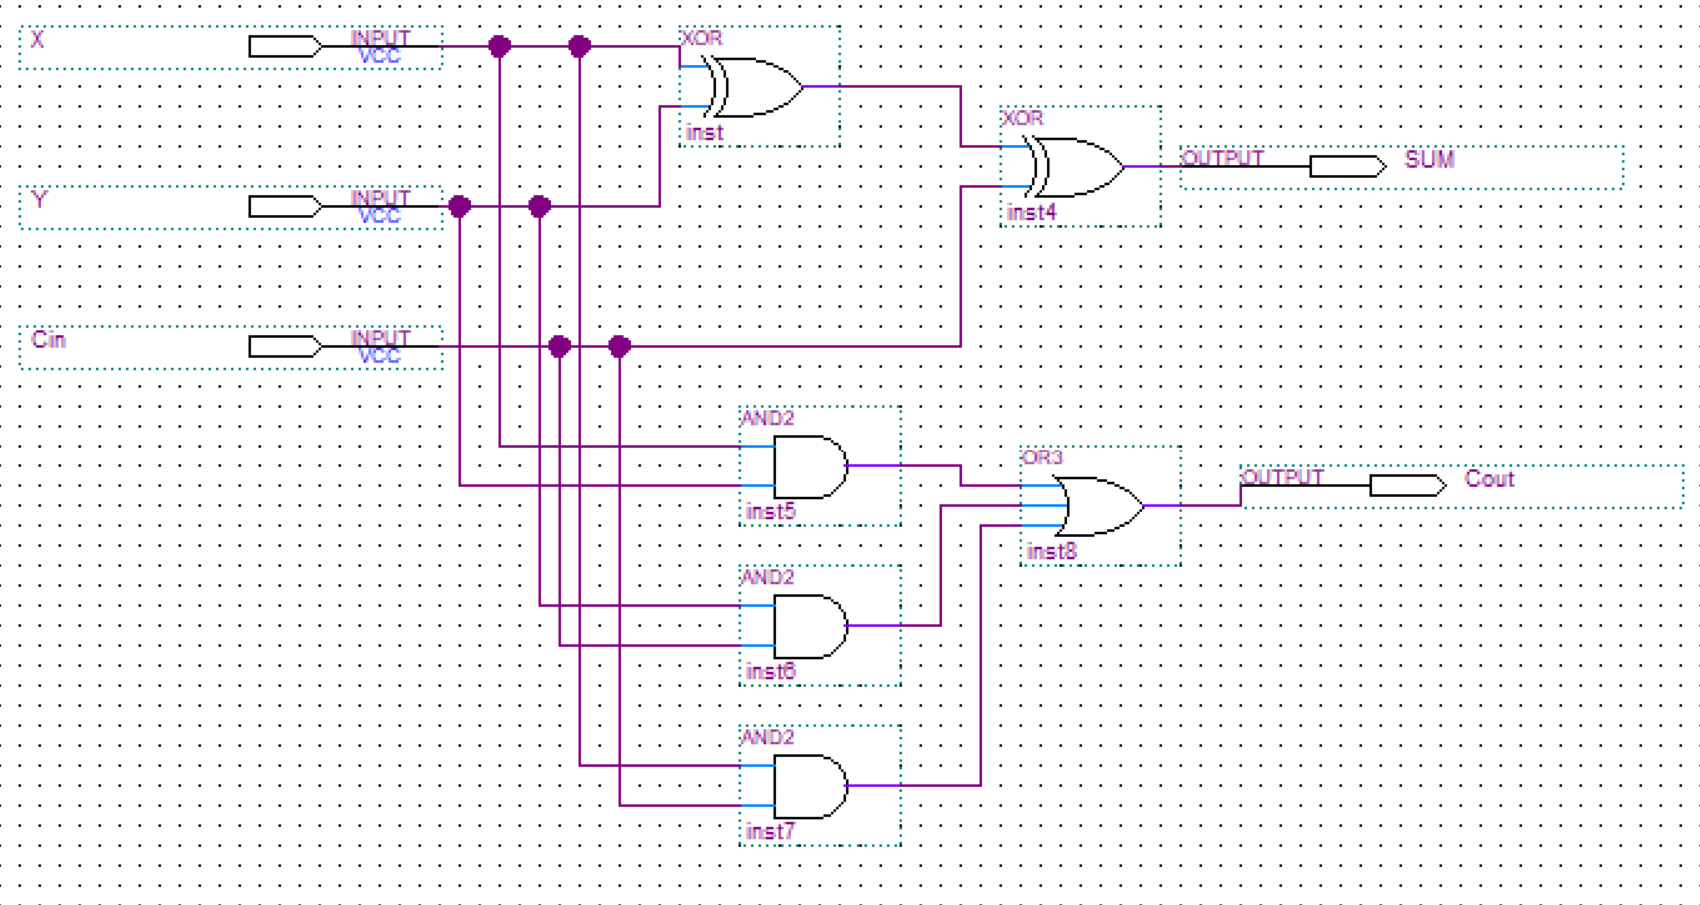 X
INPUT
VCC
XOR
inst
XOR
OUTPUT
SUM
inst4
Y
INPUT
VCC
Cin
INPUT
VCC
AND2
inst5
OR3
OUTPUT
Cout
inst8
AND2
inst6
AND2
inst7